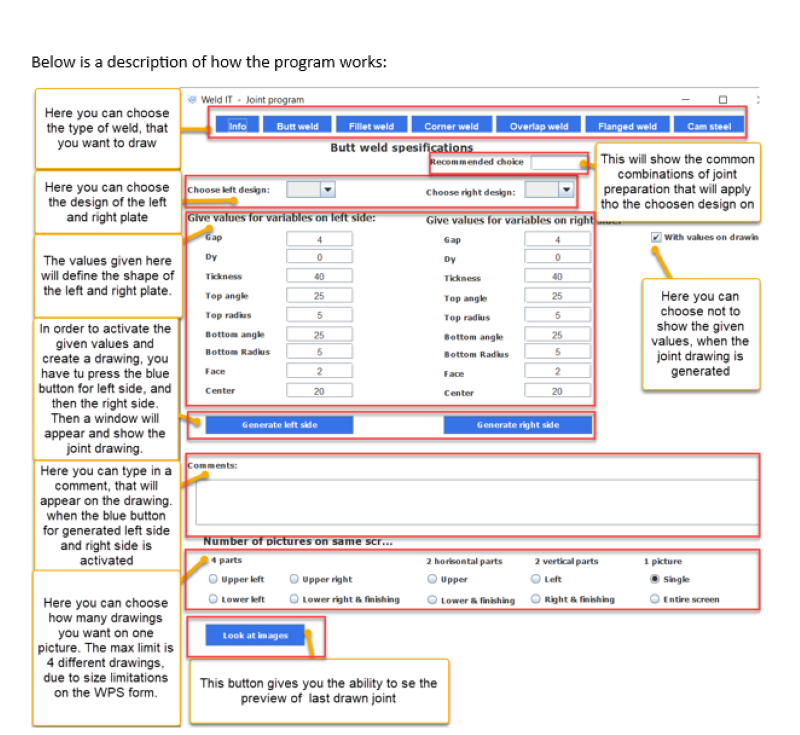 Below is a description of how the program works:
Here you can choose
the type of weld, that
you want to draw
Weld IT - Joint program
Info
Butt weld
Fillet weld
Corner weld
Overlap weld
Flanged weld
Cam steel
Butt weld spesifications
Recommended choice
This will show the common
combinations of joint
preparation that will apply
tho the choosen design on
Here you can choose
the design of the left
and right plate
Choose left design:
Choose right design:
Give values for variables on left side:
Give values for variables on right
With values on drawin
The values given here
will define the shape of
the left and right plate.
Gap 4
Dy 0
Tickness 40
Top angle 25
Top radius 5
Bottom angle 25
Bottom Radius 5
Face 2
Center 20
Gap 4
Dy 0
Tickness 40
Top angle 25
Top radius 5
Bottom angle 25
Bottom Radius 5
Face 2
Center 20
Here you can
choose not to
show the given
values, when the
joint drawing is
generated
In order to activate the
given values and
create a drawing, you
have tu press the blue
button for left side, and
then the right side.
Then a window will
appear and show the
joint drawing.
Generate left side
Generate right side
Here you can type in a
comment, that will
appear on the drawing.
when the blue button
for generated left side
and right side is
activated
Comments:
Number of pictures on same scr...
4 parts
2 horisontal parts
2 vertical parts
1 picture
Upper left
Upper right
Upper
Left
Single
Lower left
Lower right & finishing
Lower & finishing
Right & finishing
Entire screen
Here you can choose
how many drawings
you want on one
picture. The max limit is
4 different drawings,
due to size limitations
on the WPS form.
Look at images
This button gives you the ability to se the
preview of last drawn joint